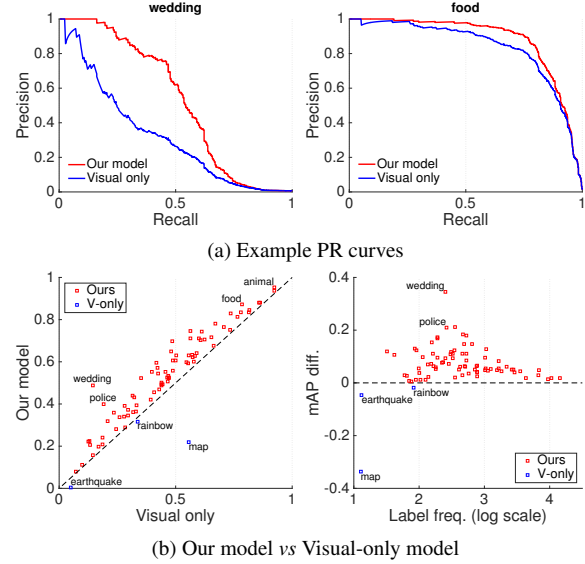 wedding
food
1
0.8
0.6
0.4
0.2
0
Precision
Our model
Visual only
0
0.5
1
Recall
1
0.8
0.6
0.4
0.2
0
Precision
Our model
Visual only
0
0.5
1
Recall
(a) Example PR curves
1
0.8
0.6
0.4
0.2
0
Our model
Ours
V-only
animal
food
wedding
police
rainbow
map
earthquake
0
0.5
1
Visual only
0.4
0.2
0
-0.2
-0.4
mAP diff.
wedding
police
rainbow
earthquake
map
Ours
V-only
1
2
3
4
Label freq. (log scale)
(b) Our model vs Visual-only model